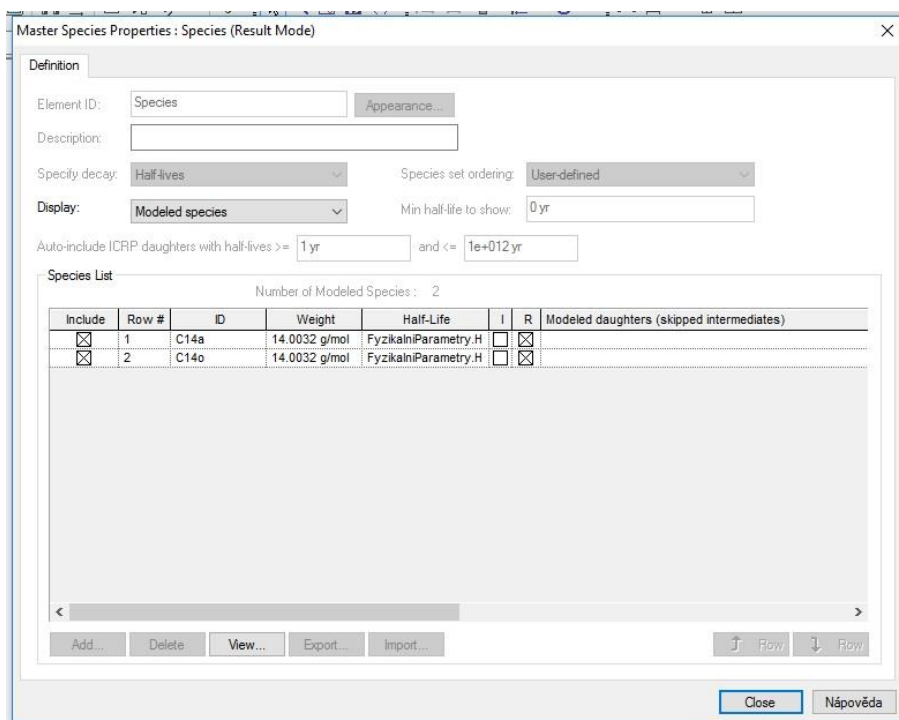 Master Species Properties : Species (Result Mode)
Definition
Element ID: Species Appearance...
Description:
Specify decay: Half-lives Species set ordering: User-defined
Display: Modeled species Min half-life to show: 0 yr
Auto-include ICRP daughters with half-lives >= 1 yr and <= 1e+012 yr
Species List
Number of Modeled Species : 2
Include Row # ID Weight Half-Life I R Modeled daughters (skipped intermediates)
1 C14a 14.0032 g/mol FyzikalniParametry.H
2 C14o 14.0032 g/mol FyzikalniParametry.H
Add... Delete View... Export... Import... Row Row
Close Nápověda